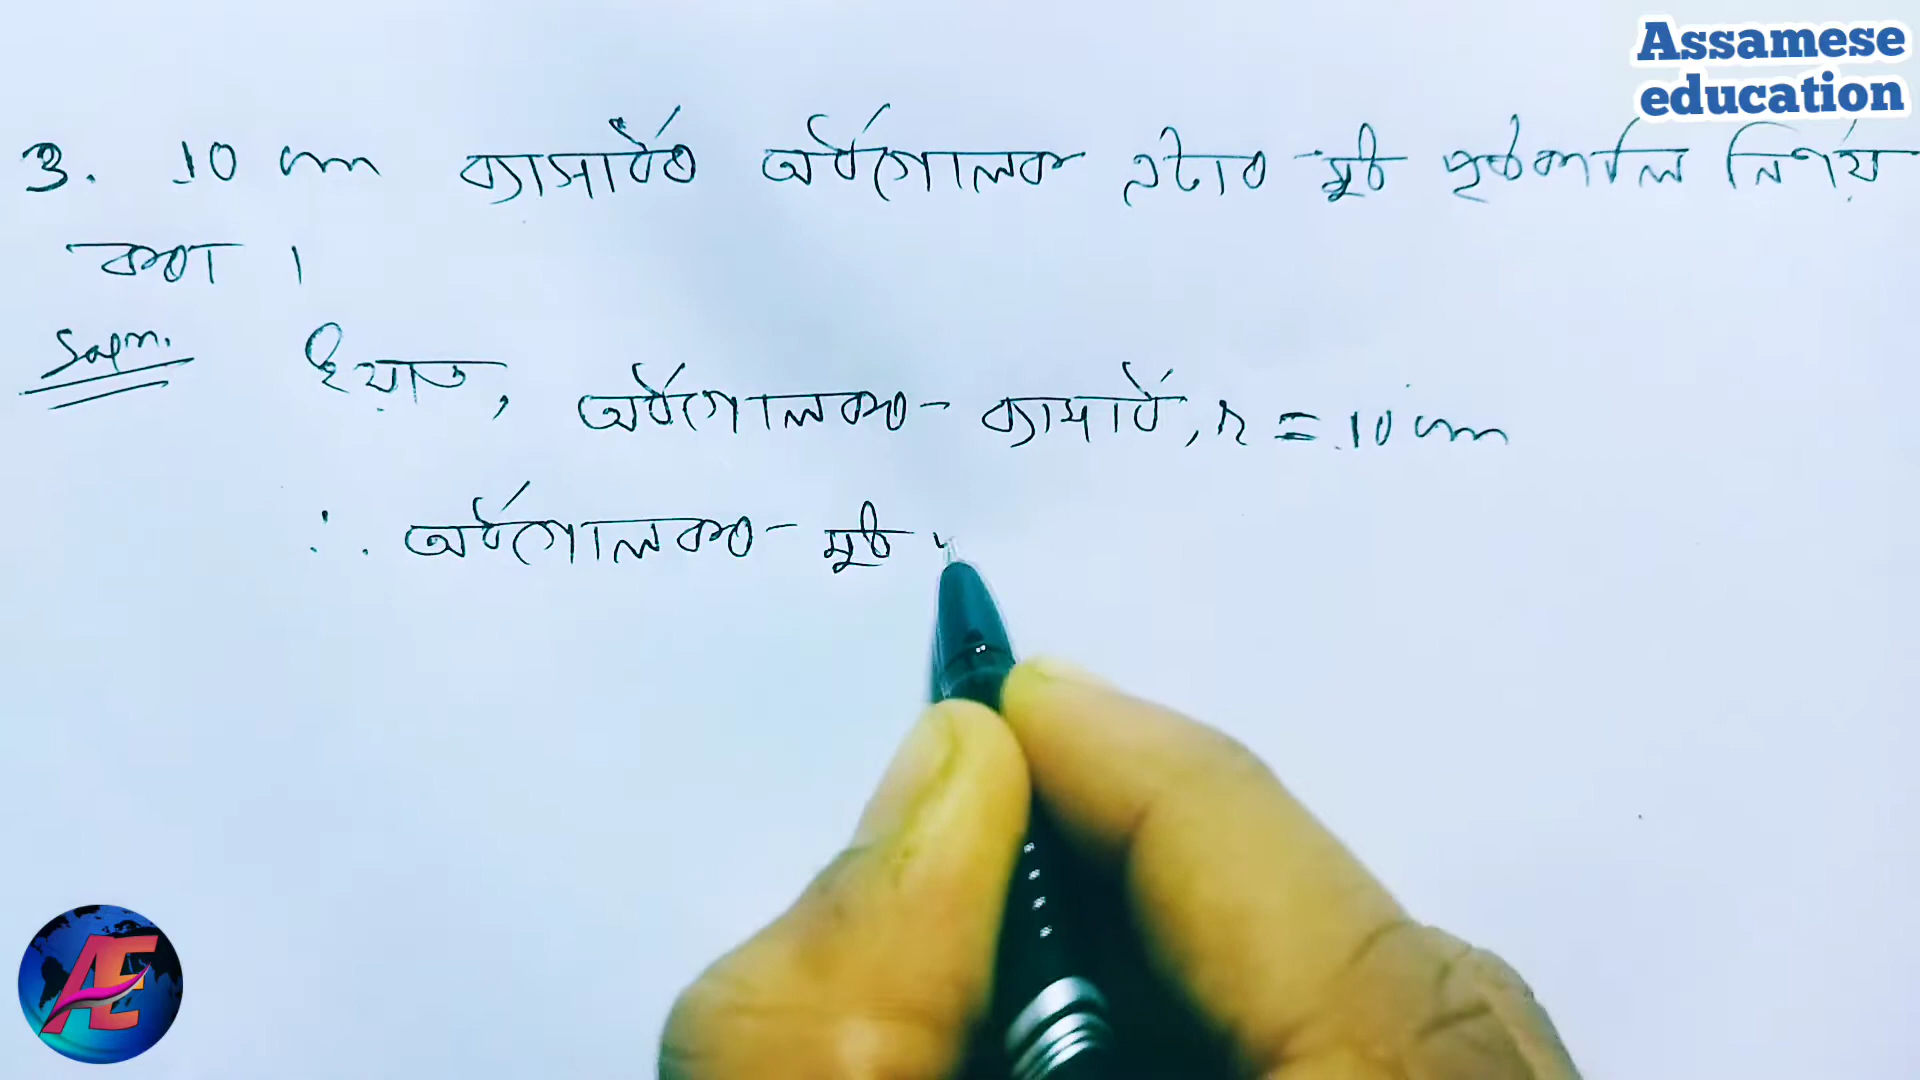 Assamese
education
3. 10 cm ব্যাসাৰ্ধৰ অৰ্ধগোলক এটাৰ মুঠ পৃষ্ঠকালি নিৰ্ণয়
কৰা ।
Soln.
ইয়াত, অৰ্ধগোলকৰ ব্যাসাৰ্ধ, r = 10 cm
∴ অৰ্ধগোলকৰ মুঠ
AE